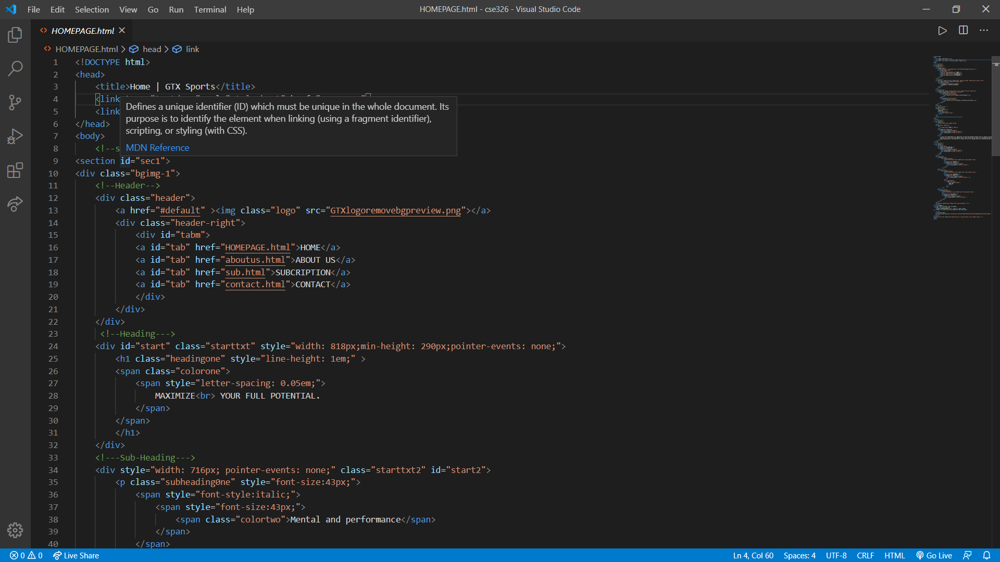 File Edit Selection View Go Run Terminal Help
HOMEPAGE.html - cse326 - Visual Studio Code
HOMEPAGE.html
HOMEPAGE.html > head > link
1 <!DOCTYPE html>
2 <head>
3 <title>Home | GTX Sports</title>
4 <link
5 <link
Defines a unique identifier (ID) which must be unique in the whole document. Its
purpose is to identify the element when linking (using a fragment identifier),
scripting, or styling (with CSS).
MDN Reference
6 </head>
7 <body>
8 <!--s
9 <section id="sec1">
10 <div class="bgimg-1">
11 <!--Header-->
12 <div class="header">
13 <a href="#default" ><img class="logo" src="GTXlogoremovebgpreview.png"></a>
14 <div class="header-right">
15 <div id="tabm">
16 <a id="tab" href="HOMEPAGE.html">HOME</a>
17 <a id="tab" href="aboutus.html">ABOUT US</a>
18 <a id="tab" href="sub.html">SUBCRIPTION</a>
19 <a id="tab" href="contact.html">CONTACT</a>
20 </div>
21 </div>
22 </div>
23 <!--Heading--->
24 <div id="start" class="starttxt" style="width: 818px;min-height: 290px;pointer-events: none;">
25 <h1 class="headingone" style="line-height: 1em;" >
26 <span class="colorone">
27 <span style="letter-spacing: 0.05em;">
28 MAXIMIZE<br> YOUR FULL POTENTIAL.
29 </span>
30 </span>
31 </h1>
32 </div>
33 <!---Sub-Heading--->
34 <div style="width: 716px; pointer-events: none;" class="starttxt2" id="start2">
35 <p class="subheading0ne" style="font-size:43px;">
36 <span style="font-style:italic;">
37 <span style="font-size:43px;">
38 <span class="colortwo">Mental and performance</span>
39 </span>
40 </span>
0 0 Live Share
Ln 4, Col 60 Spaces: 4 UTF-8 CRLF HTML Go Live